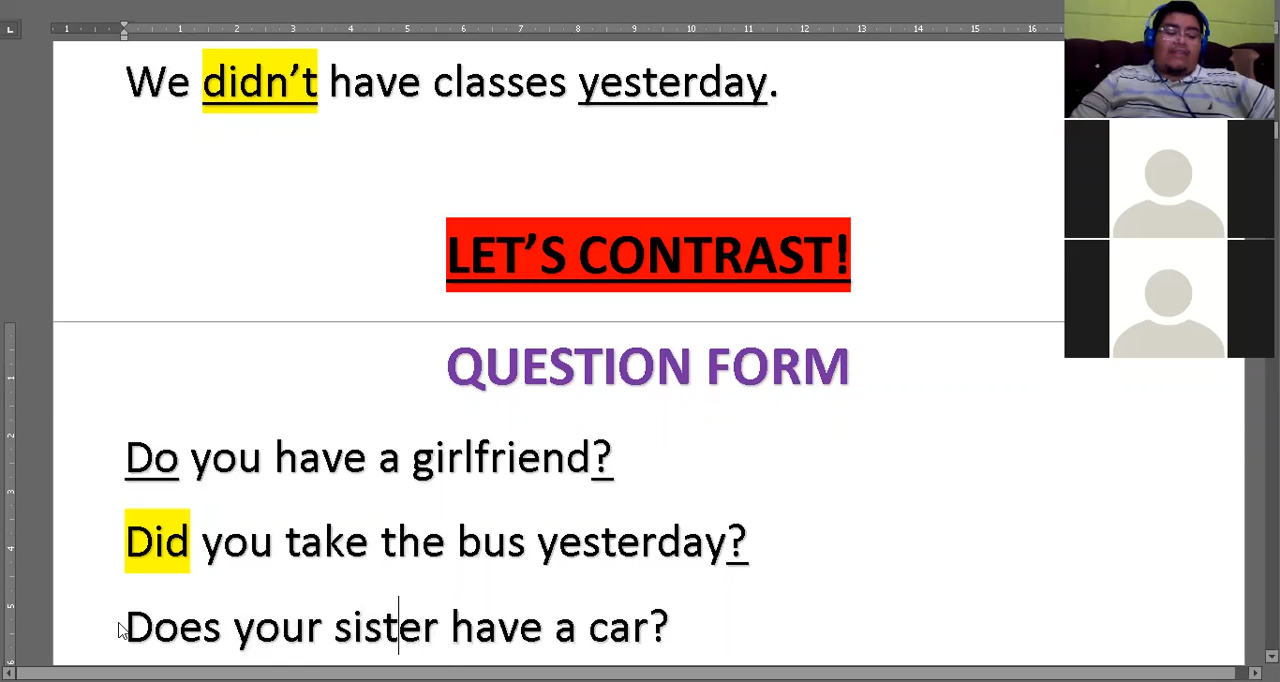 We didn’t have classes yesterday.
LET’S CONTRAST!
QUESTION FORM
Do you have a girlfriend?
Did you take the bus yesterday?
Does your sister have a car?